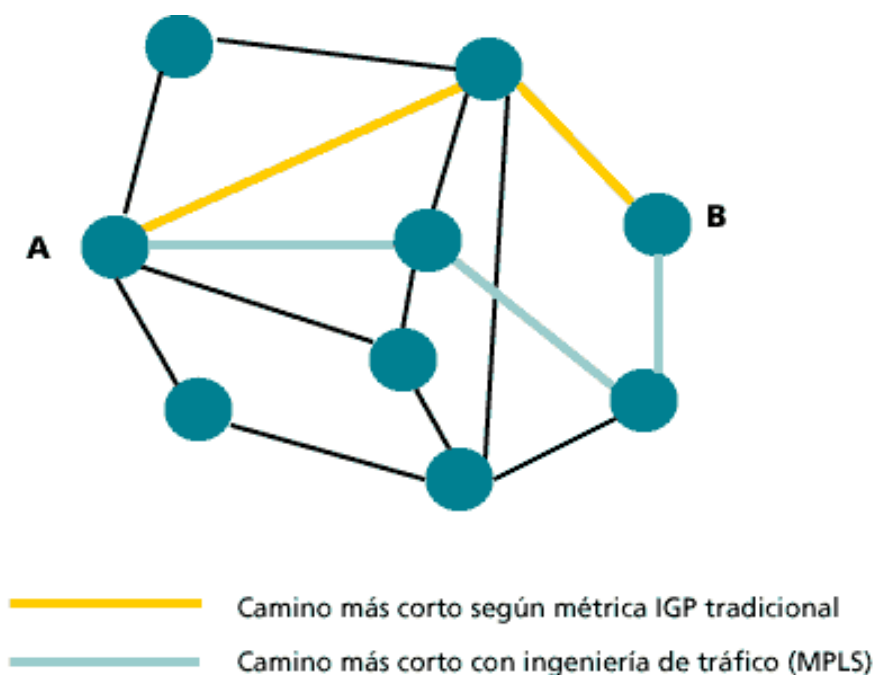 A
B
Camino más corto según métrica IGP tradicional
Camino más corto con ingeniería de tráfico (MPLS)